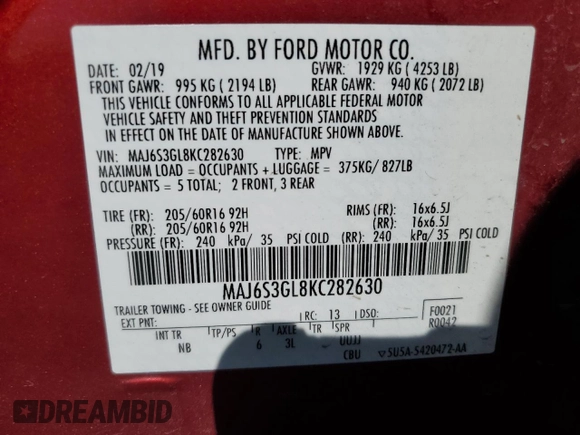 MFD. BY FORD MOTOR CO.
DATE: 02/19 GVWR: 1929 KG ( 4253 LB)
FRONT GAWR: 995 KG ( 2194 LB) REAR GAWR: 940 KG ( 2072 LB)
THIS VEHICLE CONFORMS TO ALL APPLICABLE FEDERAL MOTOR
VEHICLE SAFETY AND THEFT PREVENTION STANDARDS
IN EFFECT ON THE DATE OF MANUFACTURE SHOWN ABOVE.
VIN: MAJ6S3GL8KC282630 TYPE: MPV
MAXIMUM LOAD = OCCUPANTS + LUGGAGE = 375KG/ 827LB
OCCUPANTS = 5 TOTAL; 2 FRONT, 3 REAR
TIRE (FR): 205/60R16 92H RIMS (FR): 16x6.5J
(RR): 205/60R16 92H (RR): 16x6.5J
PRESSURE (FR): 240 kPa/ 35 PSI COLD (RR): 240 kPa/ 35 PSI COLD
MAJ6S3GL8KC282630
TRAILER TOWING - SEE OWNER GUIDE
EXT PNT: RC: 13 DSO: F0021
R0042
INT TR TP/PS R AXLE TR SPR
NB 6 3L UUJJ
CBU 5U5A-5420472-AA
DREAMBID